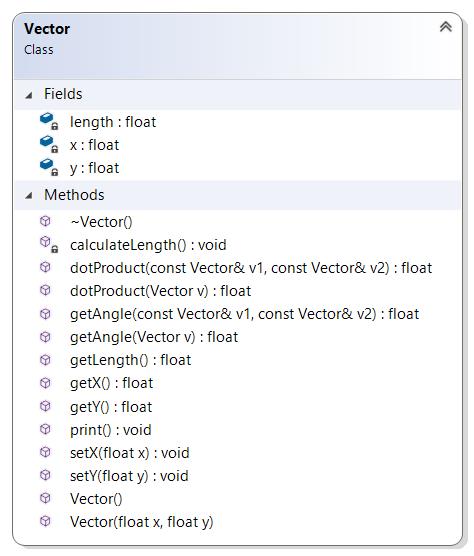 Vector
Class
Fields
length : float
x : float
y : float
Methods
~Vector()
calculateLength() : void
dotProduct(const Vector& v1, const Vector& v2) : float
dotProduct(Vector v) : float
getAngle(const Vector& v1, const Vector& v2) : float
getAngle(Vector v) : float
getLength() : float
getX() : float
getY() : float
print() : void
setX(float x) : void
setY(float y) : void
Vector()
Vector(float x, float y)